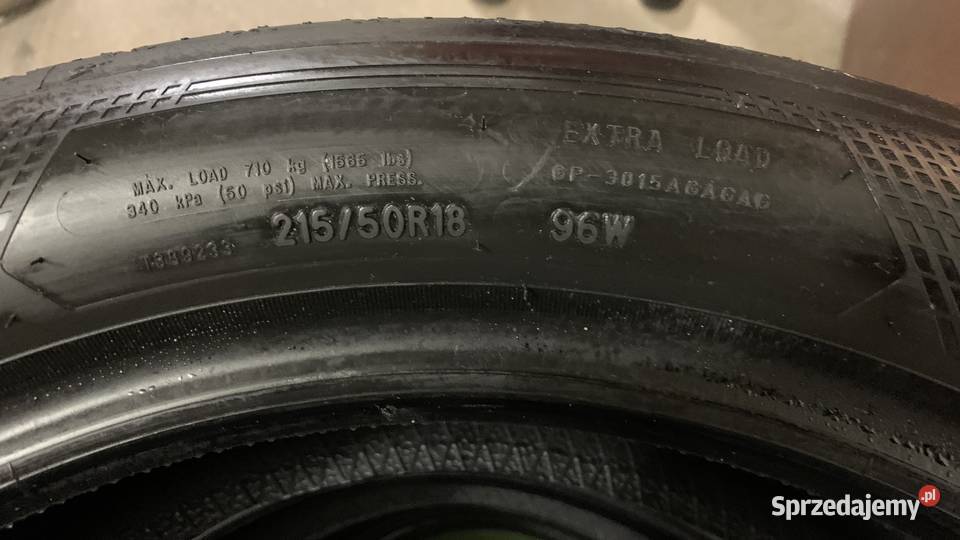 EXTRA LOAD
MAX. LOAD 710 kg (1565 lbs)
340 kPa (50 psi) MAX. PRESS.
215/50R18 96W
Sprzedajemy.pl